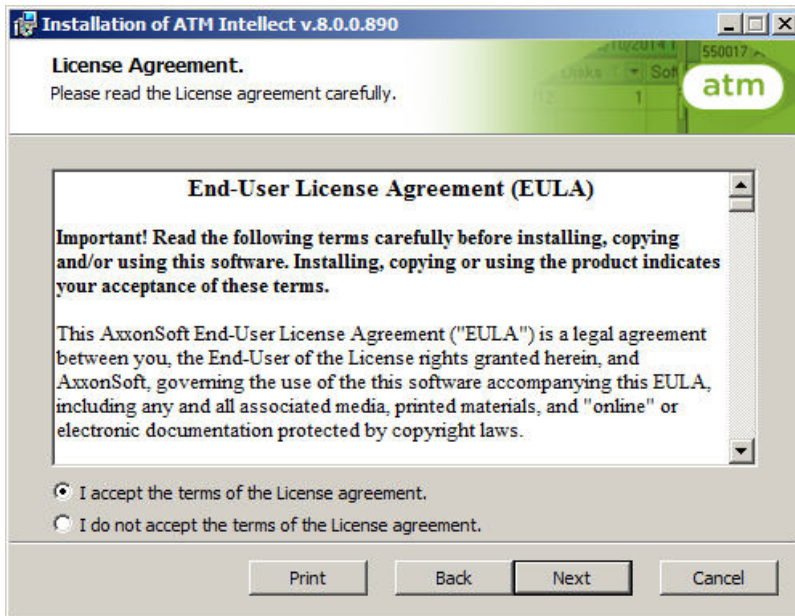 Installation of ATM Intellect v.8.0.0.890
License Agreement.
Please read the License agreement carefully.
10/2014
550017
Disks
Sof
1
atm
End-User License Agreement (EULA)
Important! Read the following terms carefully before installing, copying
and/or using this software. Installing, copying or using the product indicates
your acceptance of these terms.
This AxxonSoft End-User License Agreement ("EULA") is a legal agreement
between you, the End-User of the License rights granted herein, and
AxxonSoft, governing the use of the this software accompanying this EULA,
including any and all associated media, printed materials, and "online" or
electronic documentation protected by copyright laws.
I accept the terms of the License agreement.
I do not accept the terms of the License agreement.
Print Back Next Cancel